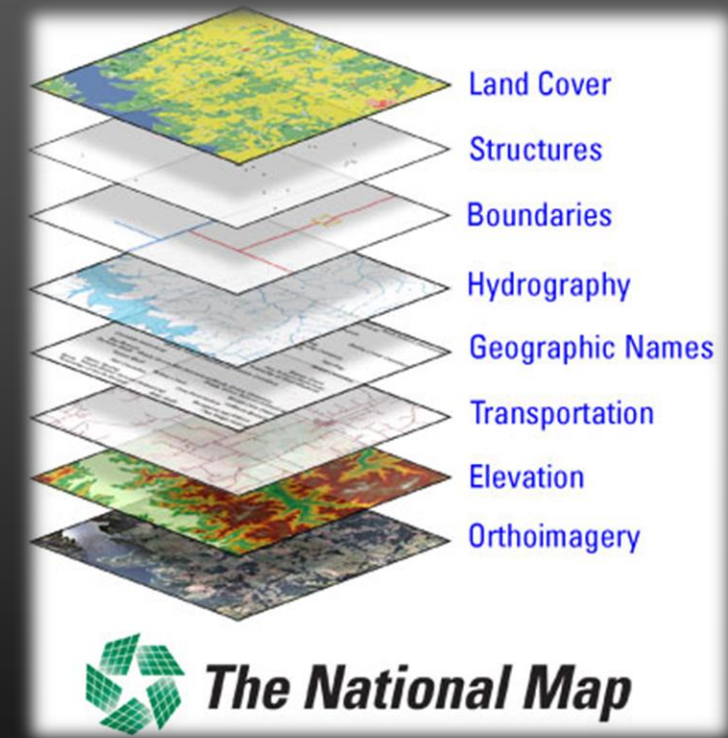 Land Cover
Structures
Boundaries
Hydrography
Geographic Names
Transportation
Elevation
Orthoimagery
The National Map